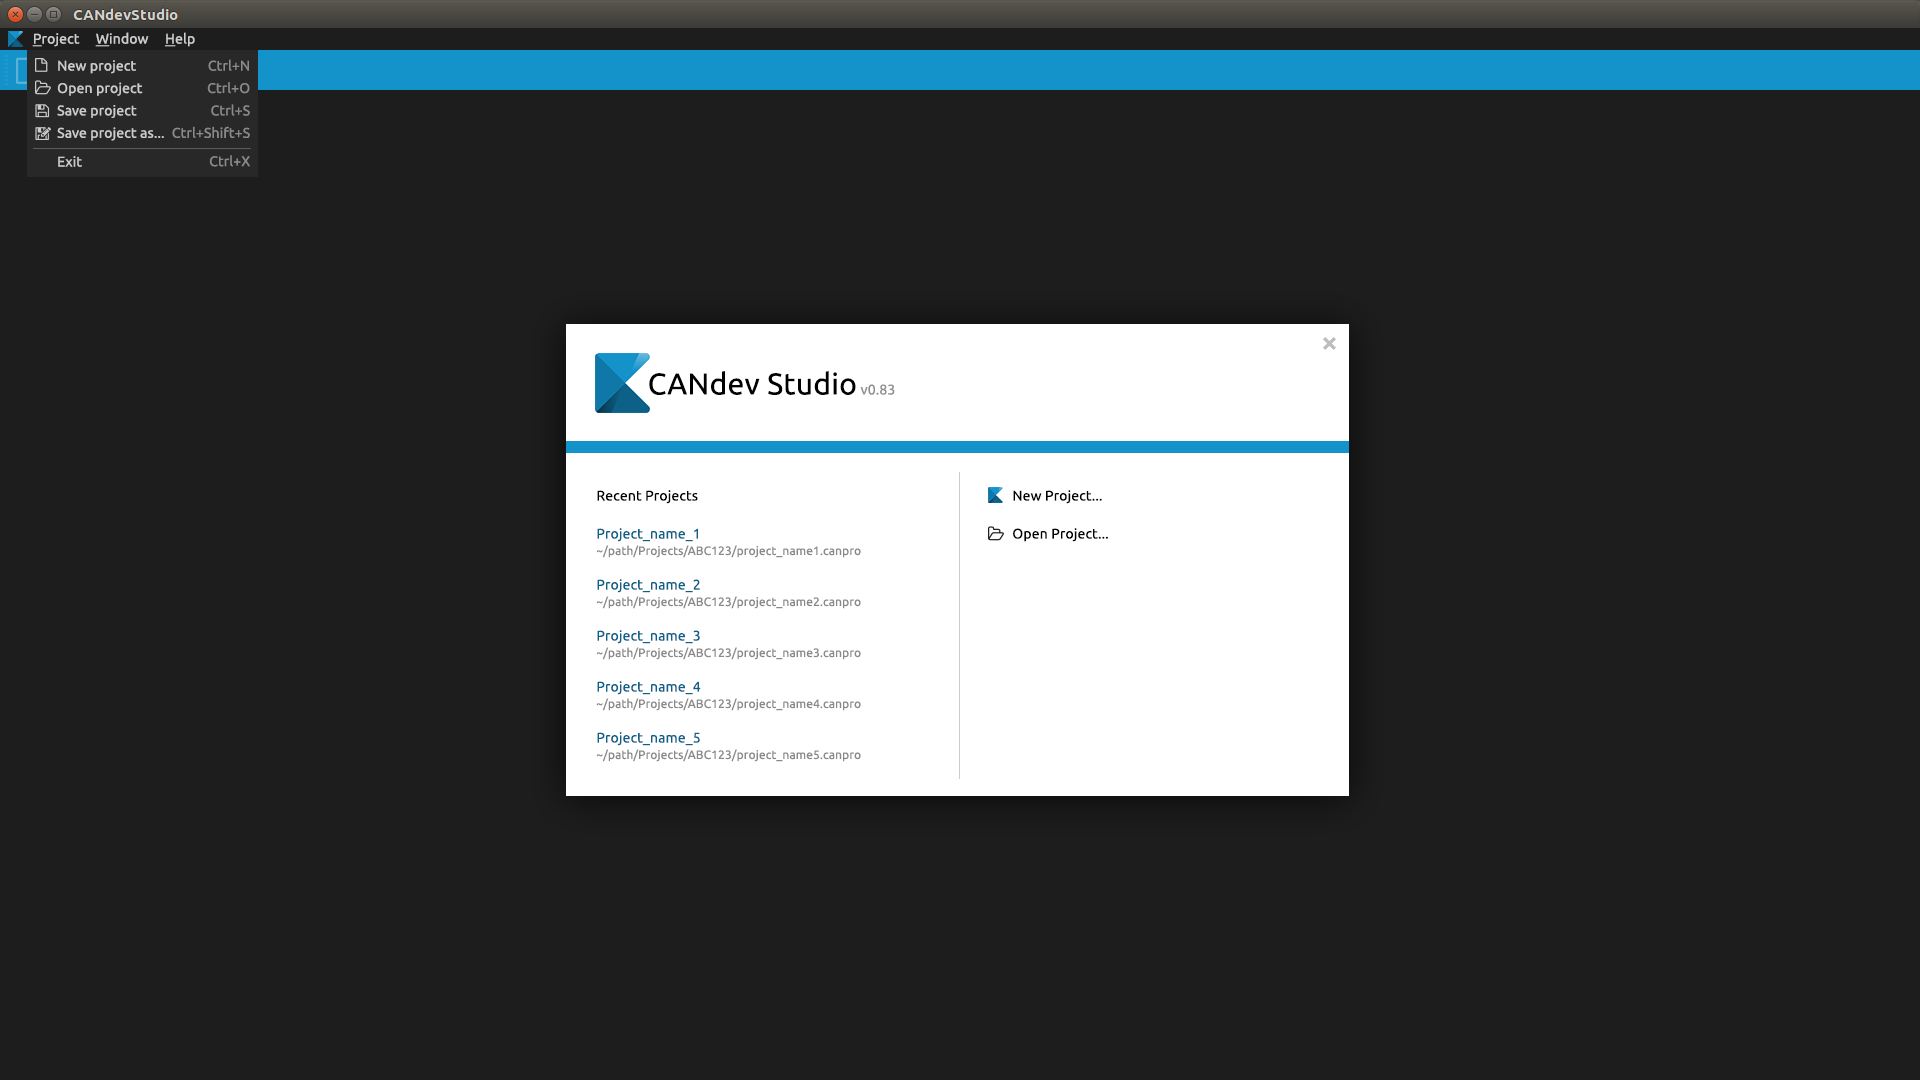 CANdevStudio
Project Window Help
New project Ctrl+N
Open project Ctrl+O
Save project Ctrl+S
Save project as... Ctrl+Shift+S
Exit Ctrl+X
CANdev Studio v0.83
Recent Projects
Project_name_1
~/path/Projects/ABC123/project_name1.canpro
Project_name_2
~/path/Projects/ABC123/project_name2.canpro
Project_name_3
~/path/Projects/ABC123/project_name3.canpro
Project_name_4
~/path/Projects/ABC123/project_name4.canpro
Project_name_5
~/path/Projects/ABC123/project_name5.canpro
New Project...
Open Project...